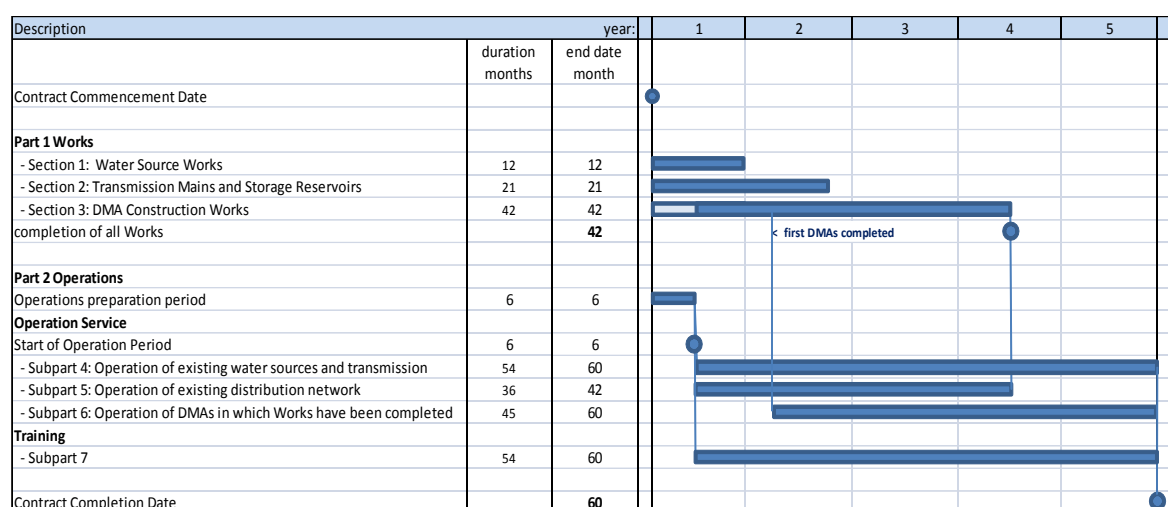 Description year: 1 2 3 4 5
duration end date
months month
Contract Commencement Date
Part 1 Works
- Section 1: Water Source Works 12 12
- Section 2: Transmission Mains and Storage Reservoirs 21 21
- Section 3: DMA Construction Works 42 42
completion of all Works 42 < first DMAs completed
Part 2 Operations
Operations preparation period 6 6
Operation Service
Start of Operation Period 6 6
- Subpart 4: Operation of existing water sources and transmission 54 60
- Subpart 5: Operation of existing distribution network 36 42
- Subpart 6: Operation of DMAs in which Works have been completed 45 60
Training
- Subpart 7 54 60
Contract Completion Date 60